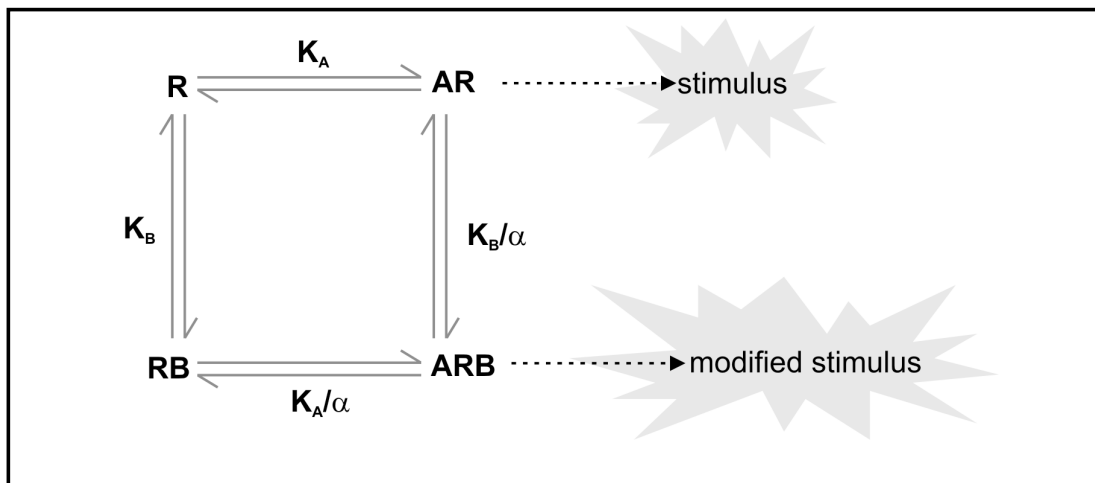 K_A
R
AR
stimulus
K_B
K_B/α
RB
ARB
modified stimulus
K_A/α